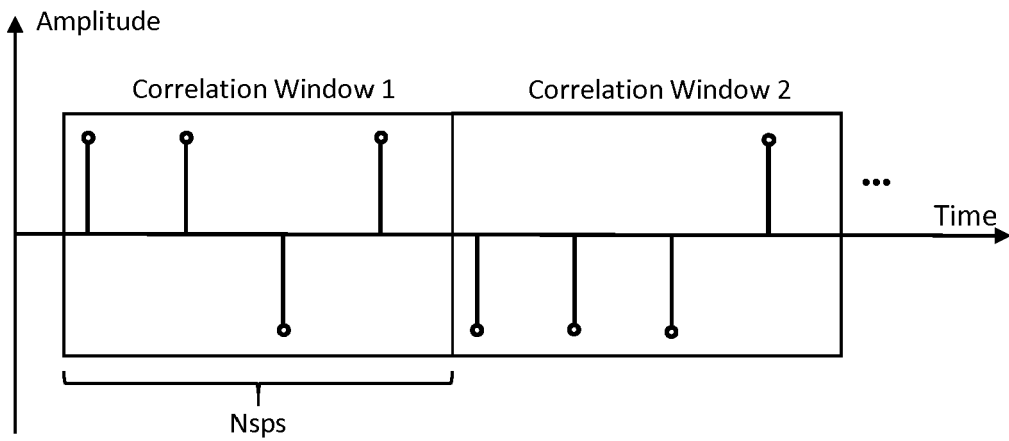 Amplitude
Correlation Window 1
Correlation Window 2
...
Time
Nsps